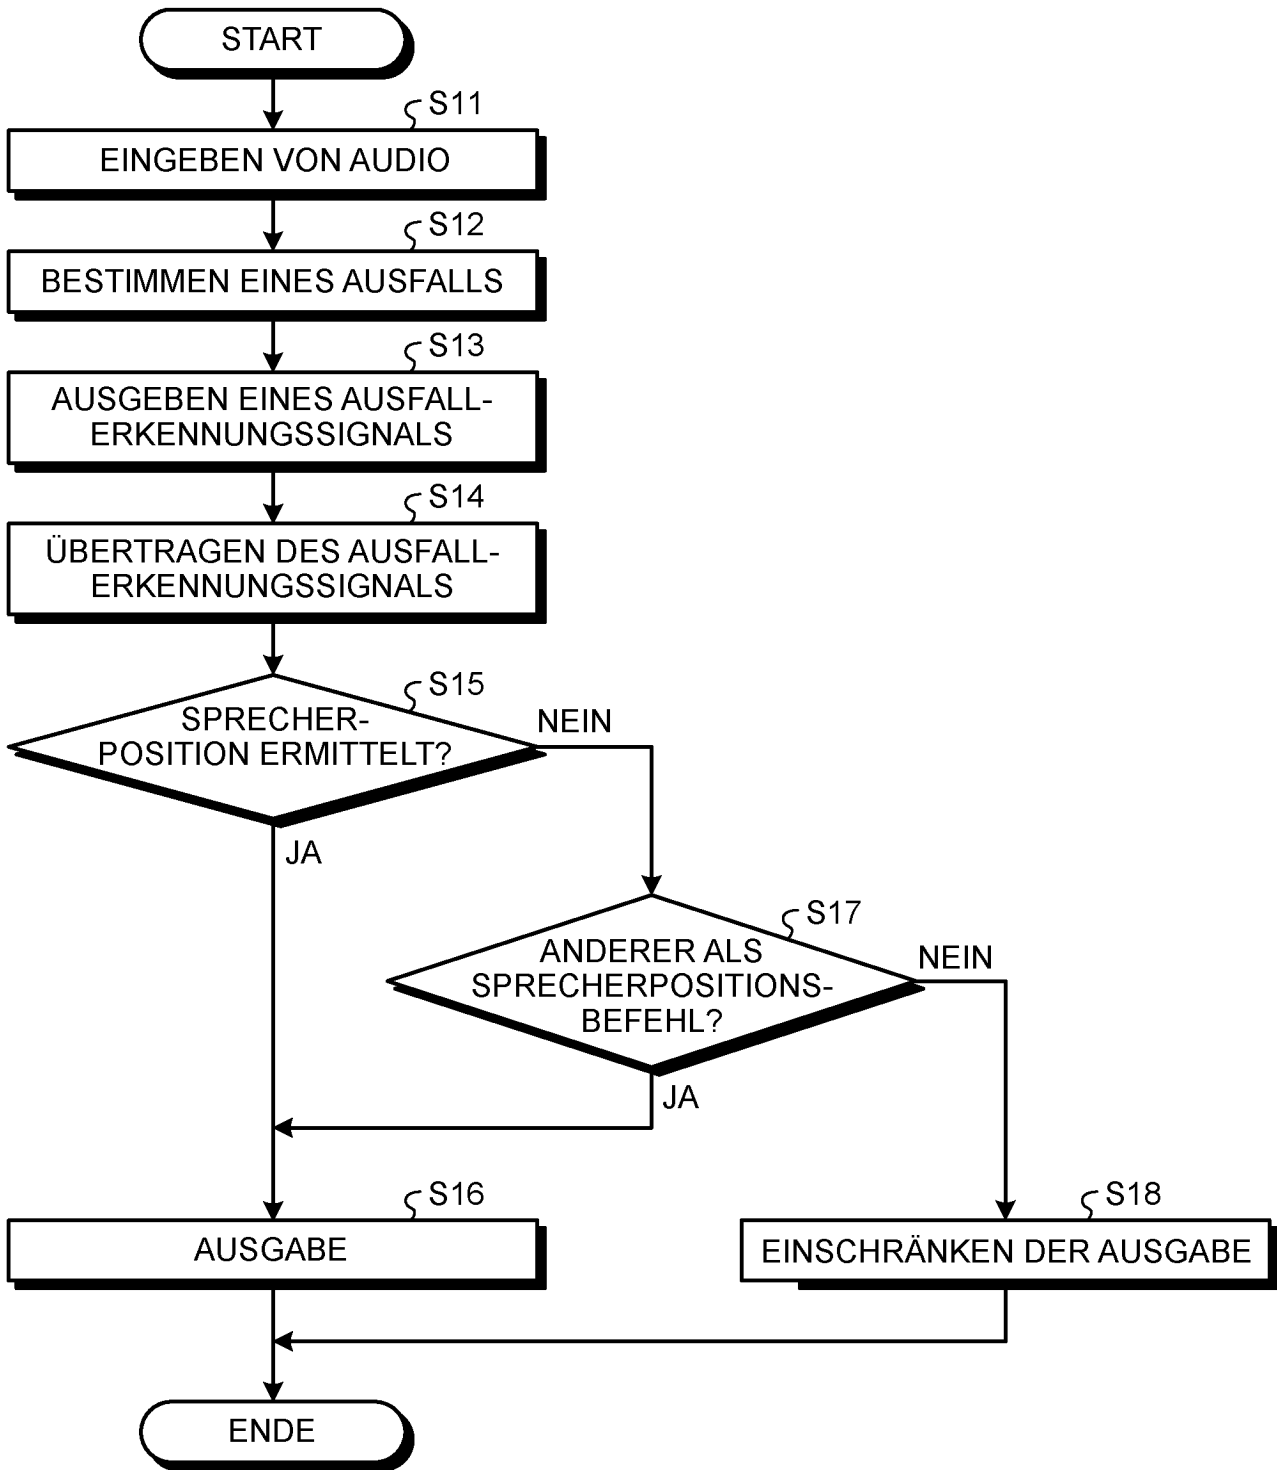 START
S11
EINGEBEN VON AUDIO
S12
BESTIMMEN EINES AUSFALLS
S13
AUSGEBEN EINES AUSFALL-
ERKENNUNGSSIGNALS
S14
ÜBERTRAGEN DES AUSFALL-
ERKENNUNGSSIGNALS
S15
SPRECHER-
POSITION ERMITTELT?
NEIN
JA
S17
ANDERER ALS
SPRECHERPOSITIONS-
BEFEHL?
NEIN
JA
S16
AUSGABE
S18
EINSCHRÄNKEN DER AUSGABE
ENDE